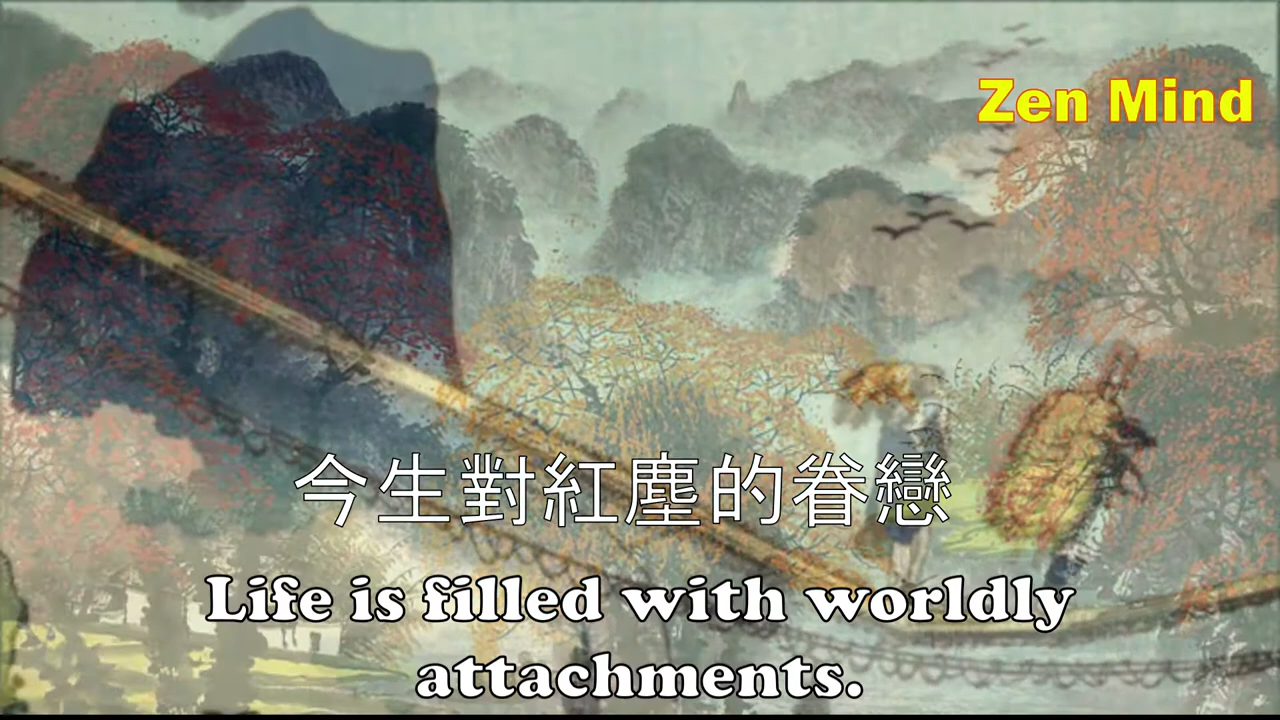 Zen Mind
今生對紅塵的眷戀
Life is filled with worldly
attachments.